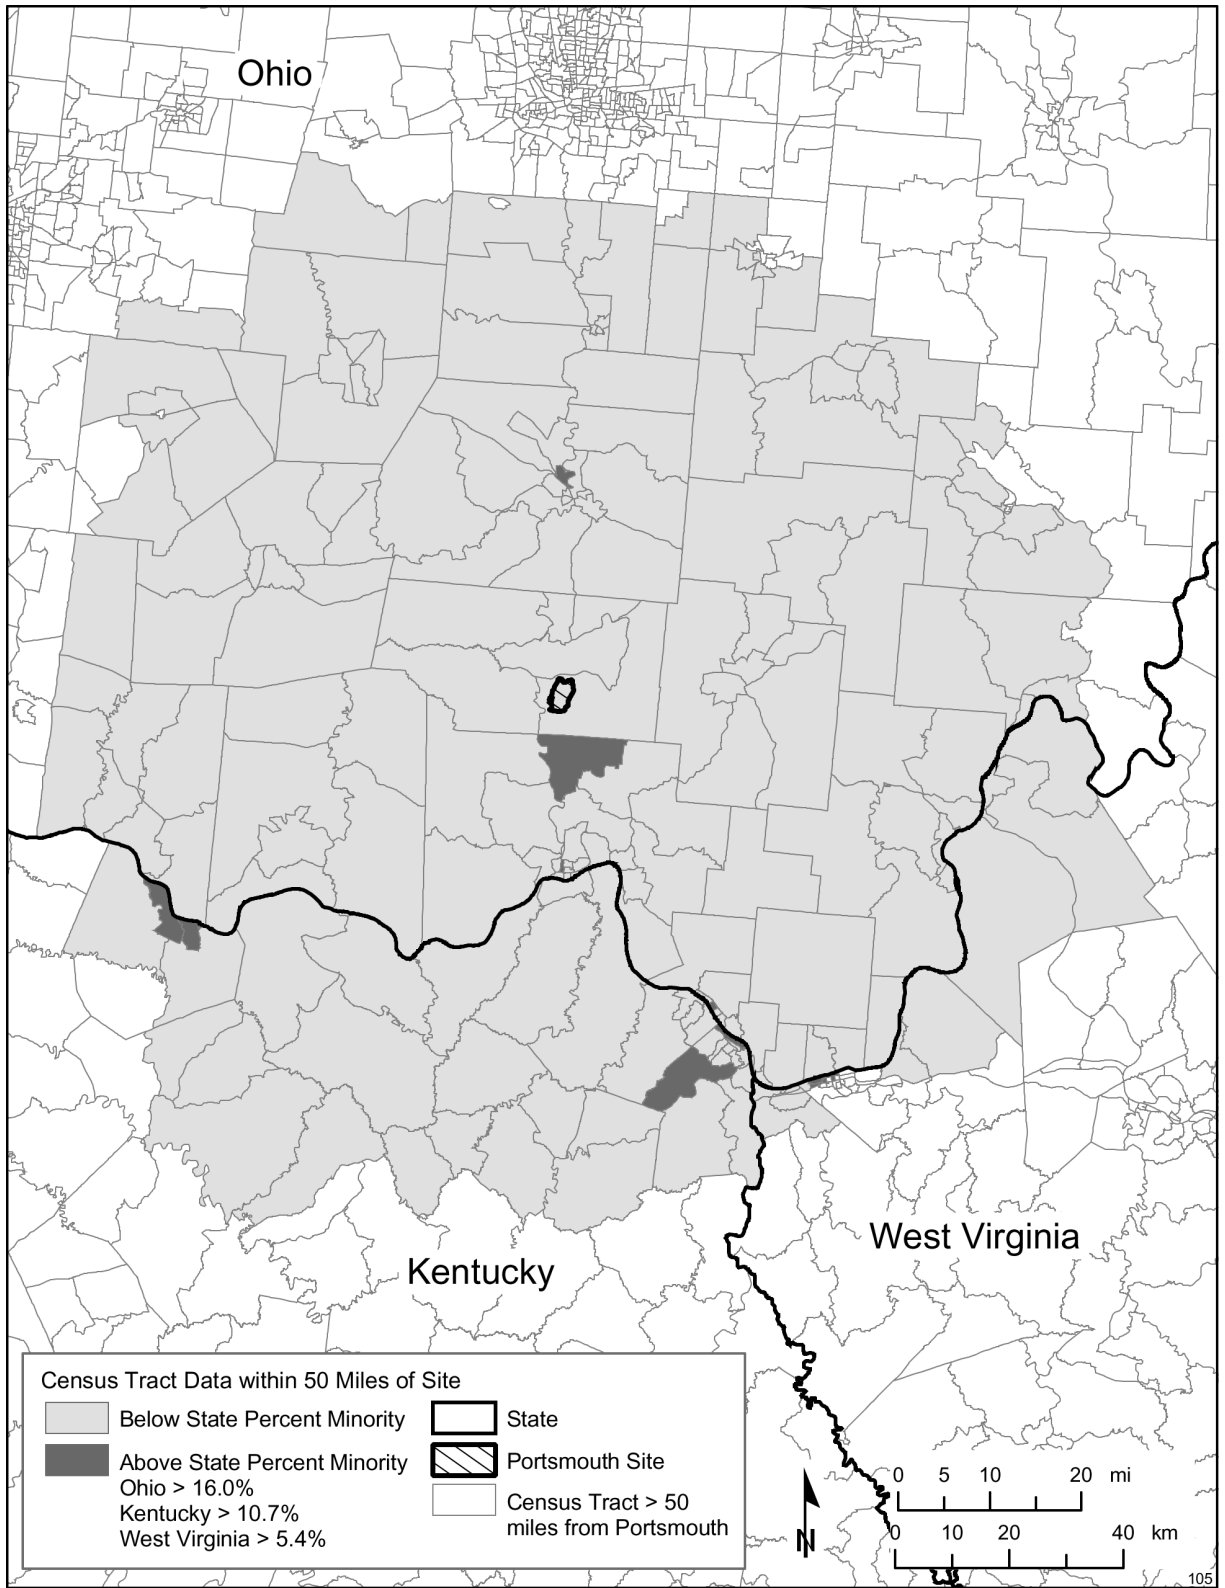 Ohio
West Virginia
Kentucky
Census Tract Data within 50 Miles of Site
Below State Percent Minority
Above State Percent Minority
Ohio > 16.0%
Kentucky > 10.7%
West Virginia > 5.4%
State
Portsmouth Site
Census Tract > 50
miles from Portsmouth
N
0 5 10 20 mi
0 10 20 40 km
105